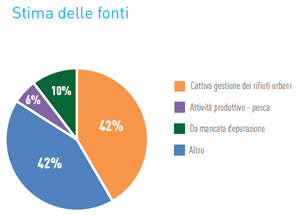 Stima delle fonti
10%
6%
42%
42%
Cattiva gestione dei rifiuti urbani
Attività produttive - pesca
Da mancata depurazione
Altro